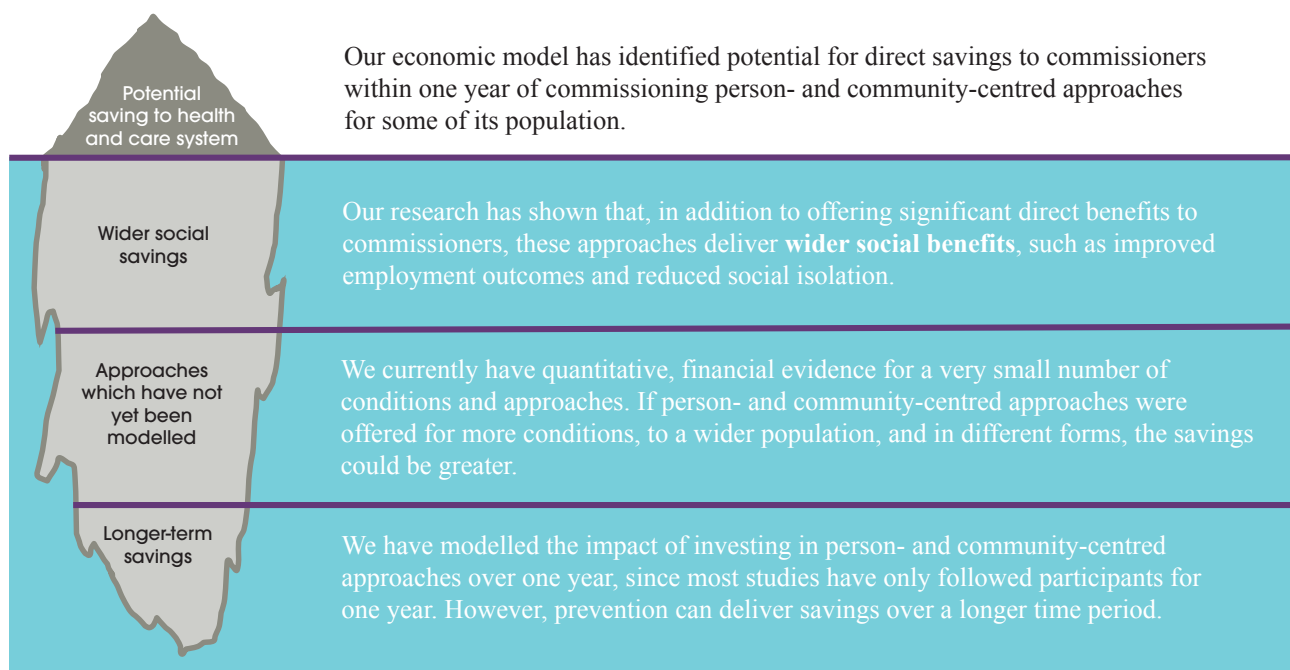 Potential
saving to health
and care system
Our economic model has identified potential for direct savings to commissioners
within one year of commissioning person- and community-centred approaches
for some of its population.
Wider social
savings
Our research has shown that, in addition to offering significant direct benefits to
commissioners, these approaches deliver wider social benefits, such as improved
employment outcomes and reduced social isolation.
Approaches
which have not
yet been
modelled
We currently have quantitative, financial evidence for a very small number of
conditions and approaches. If person- and community-centred approaches were
offered for more conditions, to a wider population, and in different forms, the savings
could be greater.
Longer-term
savings
We have modelled the impact of investing in person- and community-centred
approaches over one year, since most studies have only followed participants for
one year. However, prevention can deliver savings over a longer time period.